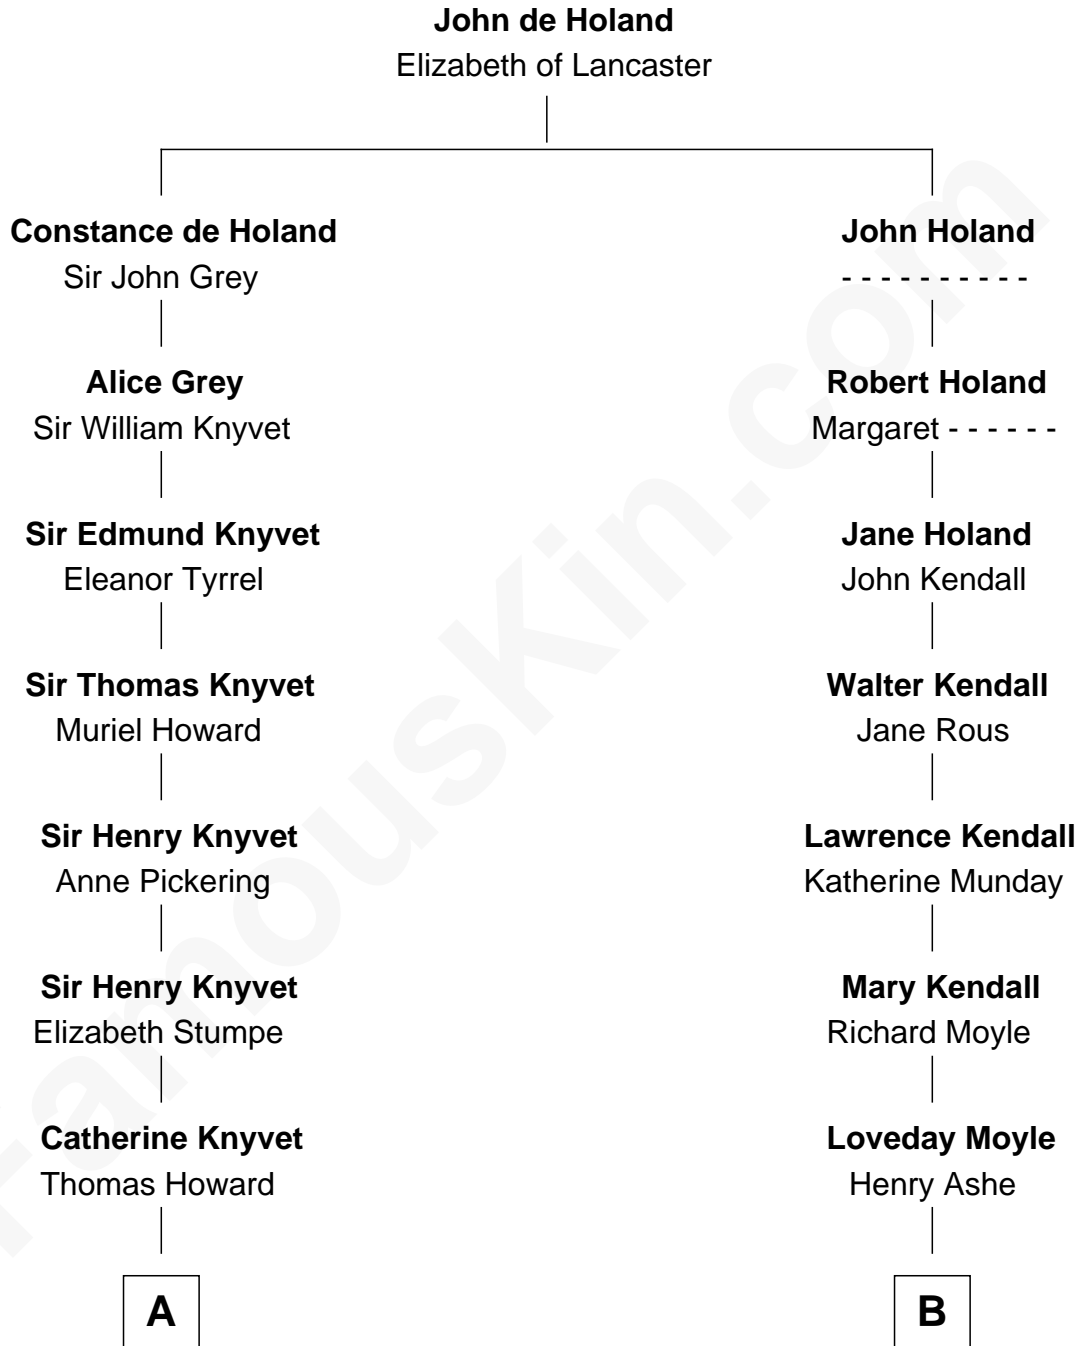 John de Holand
Elizabeth of Lancaster
Constance de Holand
Sir John Grey
John Holand
- - - - - - - - - -
Alice Grey
Sir William Knyvet
Robert Holand
Margaret - - - - - -
Sir Edmund Knyvet
Eleanor Tyrrel
Jane Holand
John Kendall
Sir Thomas Knyvet
Muriel Howard
Walter Kendall
Jane Rous
Sir Henry Knyvet
Anne Pickering
Lawrence Kendall
Katherine Munday
Sir Henry Knyvet
Elizabeth Stumpe
Mary Kendall
Richard Moyle
Catherine Knyvet
Thomas Howard
Loveday Moyle
Henry Ashe
A
B
FamousKin.com